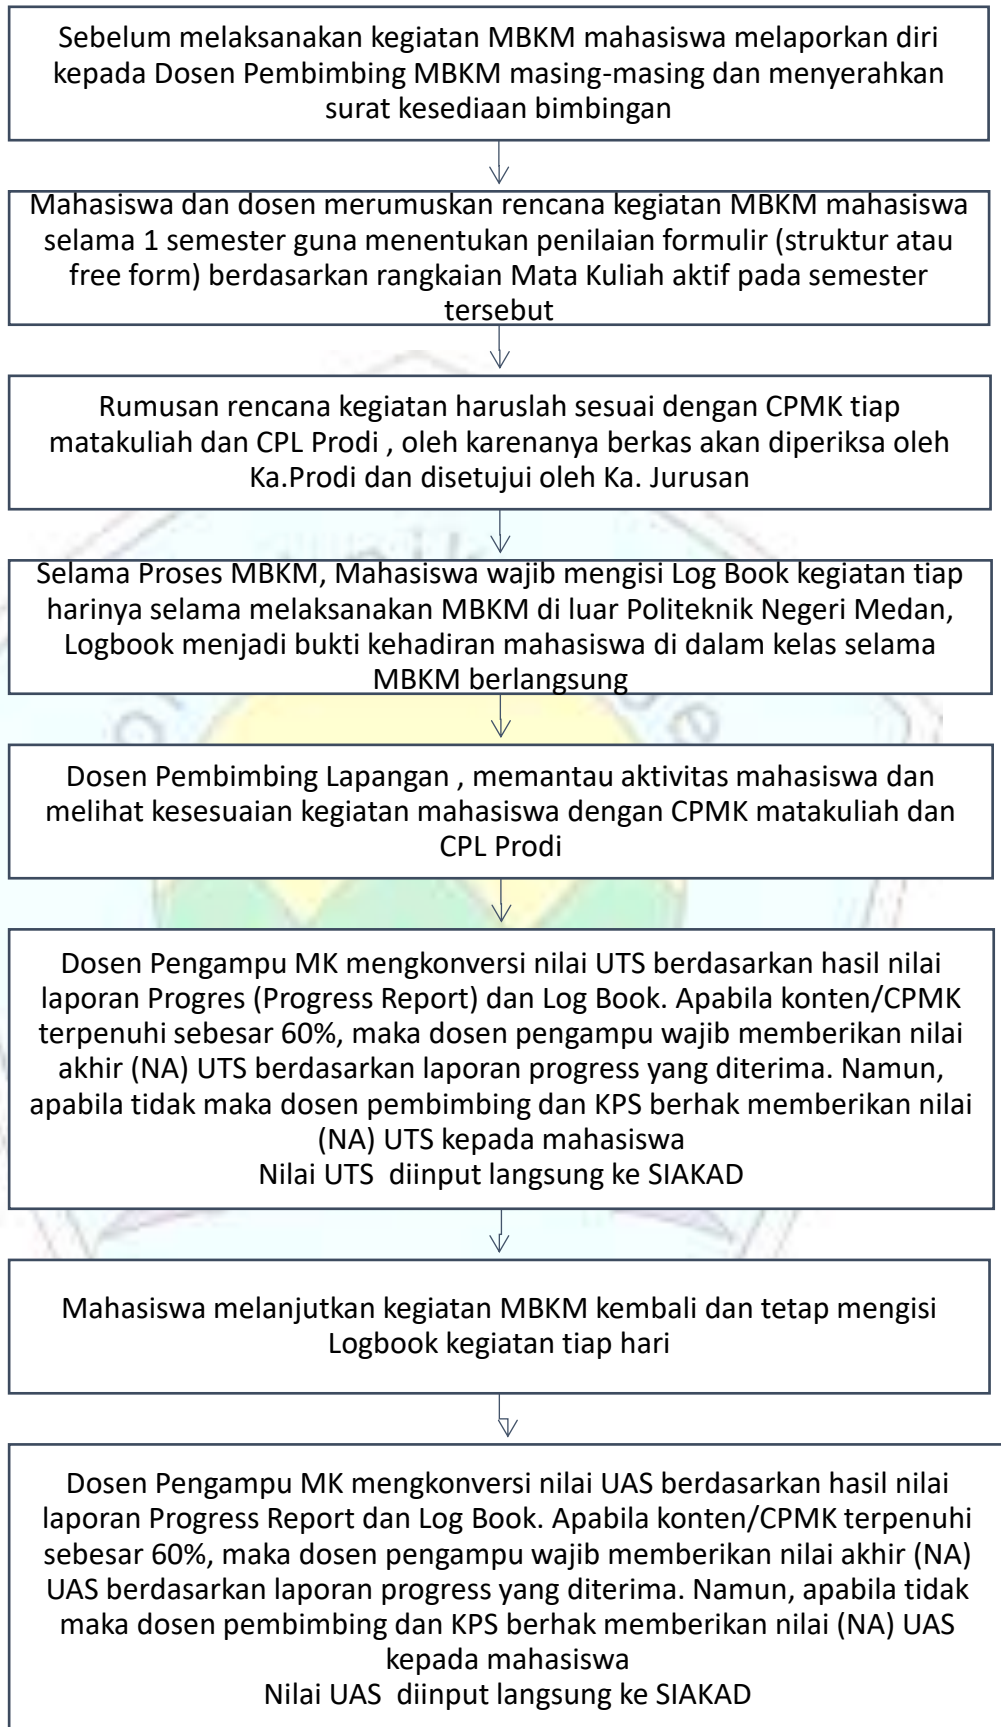 Sebelum melaksanakan kegiatan MBKM mahasiswa melaporkan diri
kepada Dosen Pembimbing MBKM masing-masing dan menyerahkan
surat kesediaan bimbingan
Mahasiswa dan dosen merumuskan rencana kegiatan MBKM mahasiswa
selama 1 semester guna menentukan penilaian formulir (struktur atau
free form) berdasarkan rangkaian Mata Kuliah aktif pada semester
tersebut
Rumusan rencana kegiatan haruslah sesuai dengan CPMK tiap
matakuliah dan CPL Prodi , oleh karenanya berkas akan diperiksa oleh
Ka.Prodi dan disetujui oleh Ka. Jurusan
Selama Proses MBKM, Mahasiswa wajib mengisi Log Book kegiatan tiap
harinya selama melaksanakan MBKM di luar Politeknik Negeri Medan,
Logbook menjadi bukti kehadiran mahasiswa di dalam kelas selama
MBKM berlangsung
Dosen Pembimbing Lapangan , memantau aktivitas mahasiswa dan
melihat kesesuaian kegiatan mahasiswa dengan CPMK matakuliah dan
CPL Prodi
Dosen Pengampu MK mengkonversi nilai UTS berdasarkan hasil nilai
laporan Progres (Progress Report) dan Log Book. Apabila konten/CPMK
terpenuhi sebesar 60%, maka dosen pengampu wajib memberikan nilai
akhir (NA) UTS berdasarkan laporan progress yang diterima. Namun,
apabila tidak maka dosen pembimbing dan KPS berhak memberikan nilai
(NA) UTS kepada mahasiswa
Nilai UTS diinput langsung ke SIAKAD
Mahasiswa melanjutkan kegiatan MBKM kembali dan tetap mengisi
Logbook kegiatan tiap hari
Dosen Pengampu MK mengkonversi nilai UAS berdasarkan hasil nilai
laporan Progress Report dan Log Book. Apabila konten/CPMK terpenuhi
sebesar 60%, maka dosen pengampu wajib memberikan nilai akhir (NA)
UAS berdasarkan laporan progress yang diterima. Namun, apabila tidak
maka dosen pembimbing dan KPS berhak memberikan nilai (NA) UAS
kepada mahasiswa
Nilai UAS diinput langsung ke SIAKAD